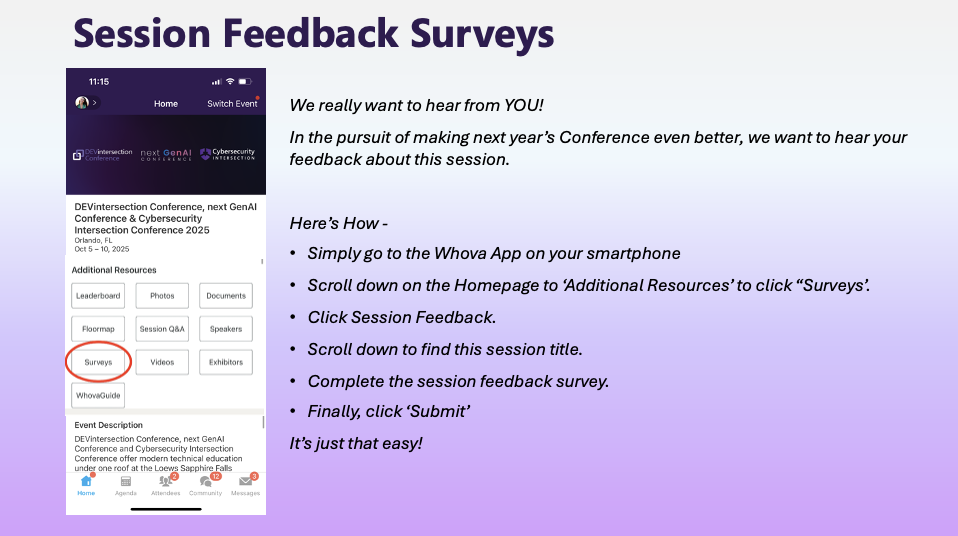 Session Feedback Surveys
11:15
Home
Switch Event
DEVintersection
Conference
next GenAI
CONFERENCE
Cybersecurity
INTERSECTION
DEVintersection Conference, next GenAI
Conference & Cybersecurity
Intersection Conference 2025
Orlando, FL
Oct 5 – 10, 2025
Additional Resources
Leaderboard Photos Documents
Floormap Session Q&A Speakers
Surveys Videos Exhibitors
WhovaGuide
Event Description
DEVintersection Conference, next GenAI
Conference and Cybersecurity Intersection
Conference offer modern technical education
under one roof at the Loews Sapphire Falls
2 12 3
Home Agenda Attendees Community Messages
We really want to hear from YOU!
In the pursuit of making next year’s Conference even better, we want to hear your
feedback about this session.
Here’s How -
• Simply go to the Whova App on your smartphone
• Scroll down on the Homepage to ‘Additional Resources’ to click “Surveys’.
• Click Session Feedback.
• Scroll down to find this session title.
• Complete the session feedback survey.
• Finally, click ‘Submit’
It’s just that easy!